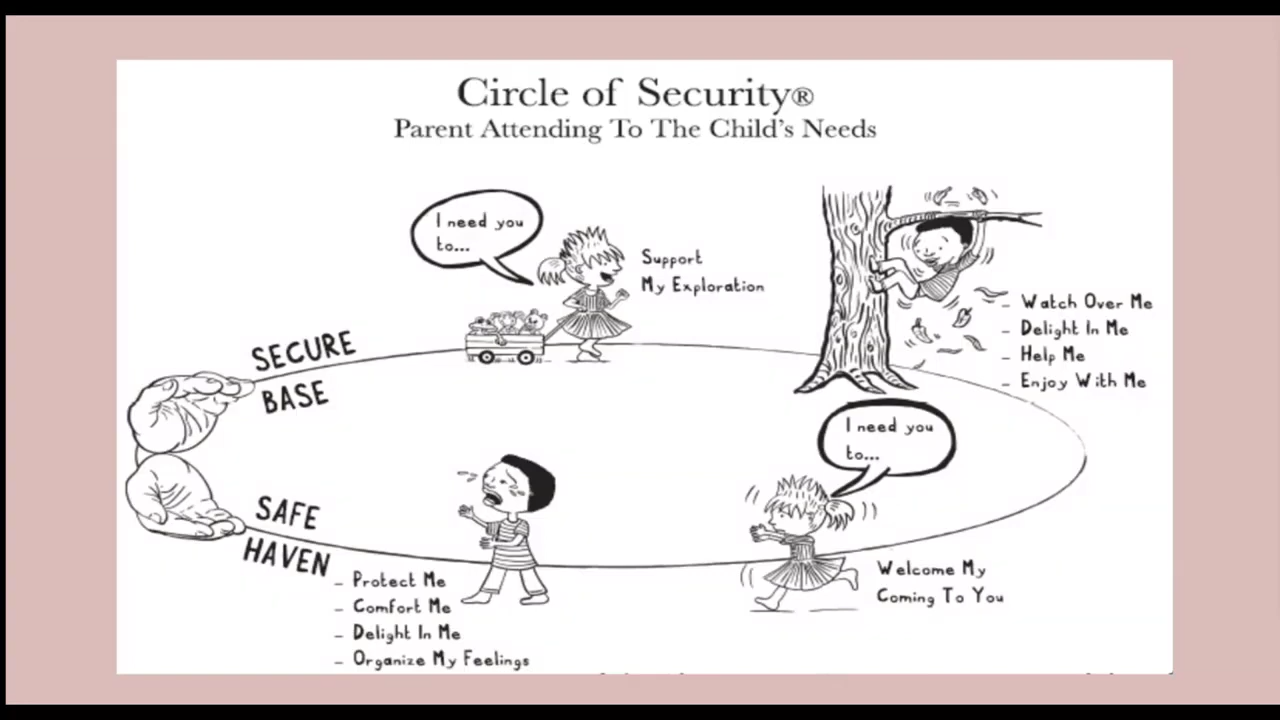 Circle of Security®
Parent Attending To The Child's Needs
I need you
to...
Support
My Exploration
- Watch Over Me
- Delight In Me
- Help Me
- Enjoy With Me
SECURE
BASE
I need you
to...
Welcome My
Coming To You
SAFE
HAVEN
- Protect Me
- Comfort Me
- Delight In Me
- Organize My Feelings